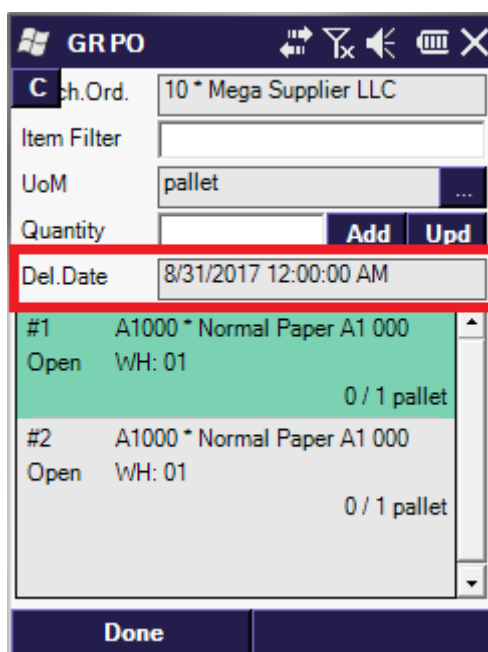 GRPO
C ch.Ord. 10 * Mega Supplier LLC
Item Filter
UoM pallet ...
Quantity Add Upd
Del.Date 8/31/2017 12:00:00 AM
#1 A1000 * Normal Paper A1 000
Open WH: 01
0 / 1 pallet
#2 A1000 * Normal Paper A1 000
Open WH: 01
0 / 1 pallet
Done